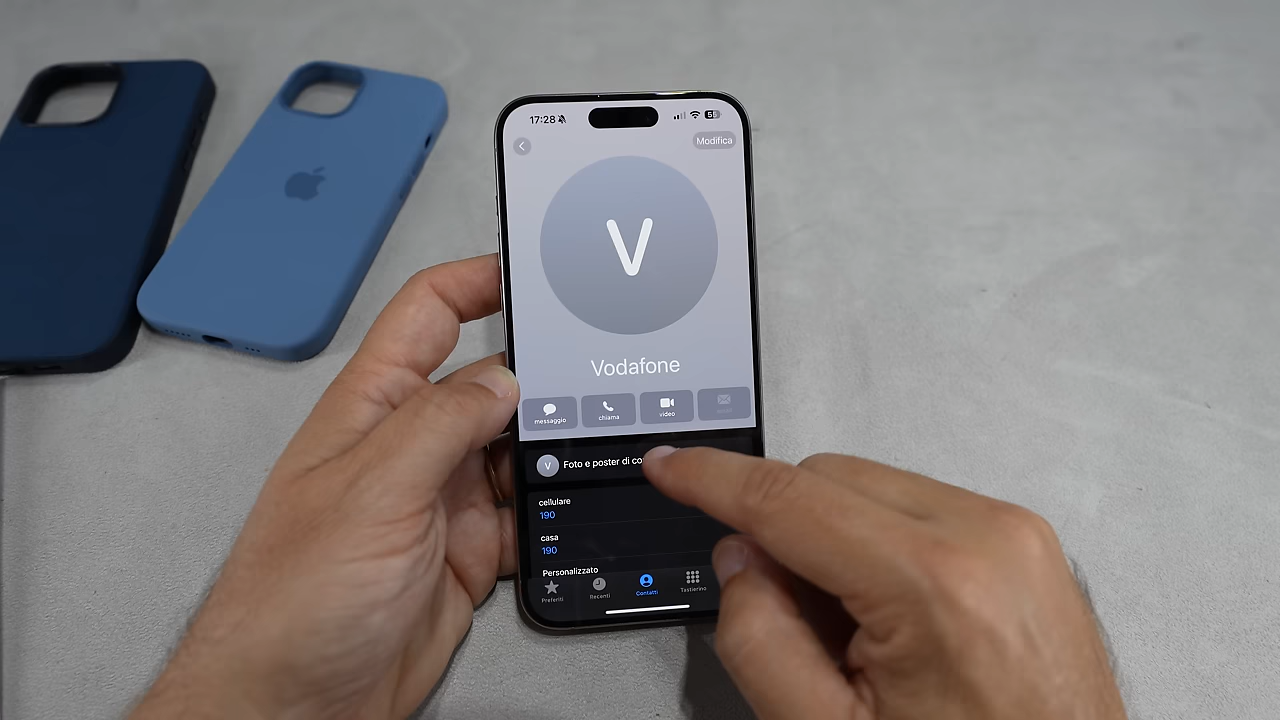 17:28
Modifica
V
Vodafone
messaggio
chiama
video
V Foto e poster di
cellulare
190
casa
190
Personalizzato
Preferiti
Recenti
Contatti
Tastierino